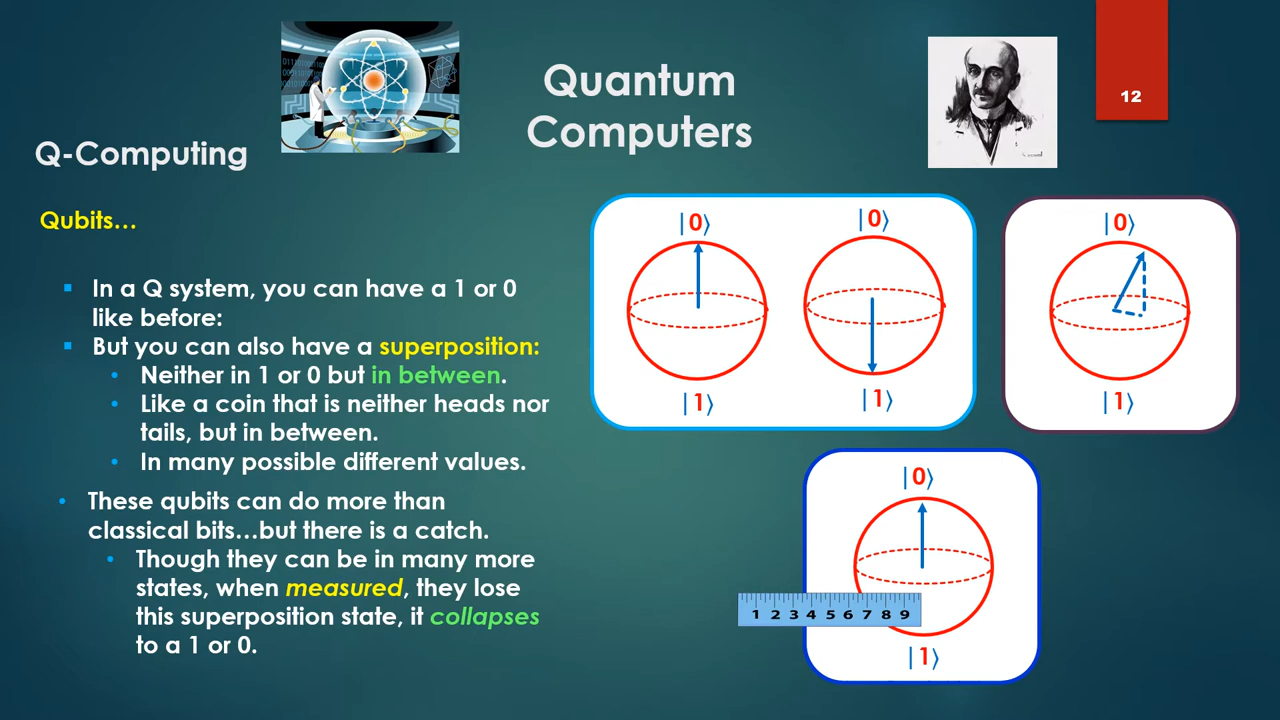 Quantum
Computers
12
Q-Computing
Qubits...
In a Q system, you can have a 1 or 0
like before:
But you can also have a superposition:
Neither in 1 or 0 but in between.
Like a coin that is neither heads nor
tails, but in between.
In many possible different values.
These qubits can do more than
classical bits...but there is a catch.
Though they can be in many more
states, when measured, they lose
this superposition state, it collapses
to a 1 or 0.
|0⟩
|0⟩
|1⟩
|1⟩
|0⟩
|1⟩
|0⟩
1 2 3 4 5 6 7 8 9
|1⟩